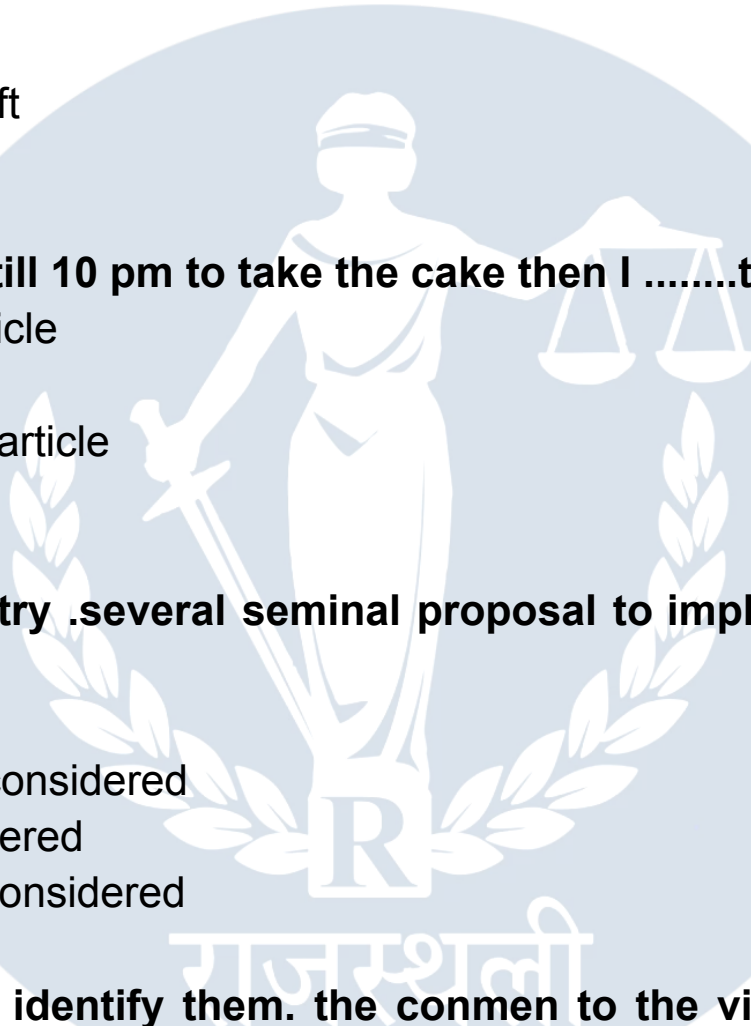 ft
till 10 pm to take the cake then I ........t
icle
article
try .several seminal proposal to impl
considered
ered
onsidered
R
राजस्थली
identify them. the conmen to the vi